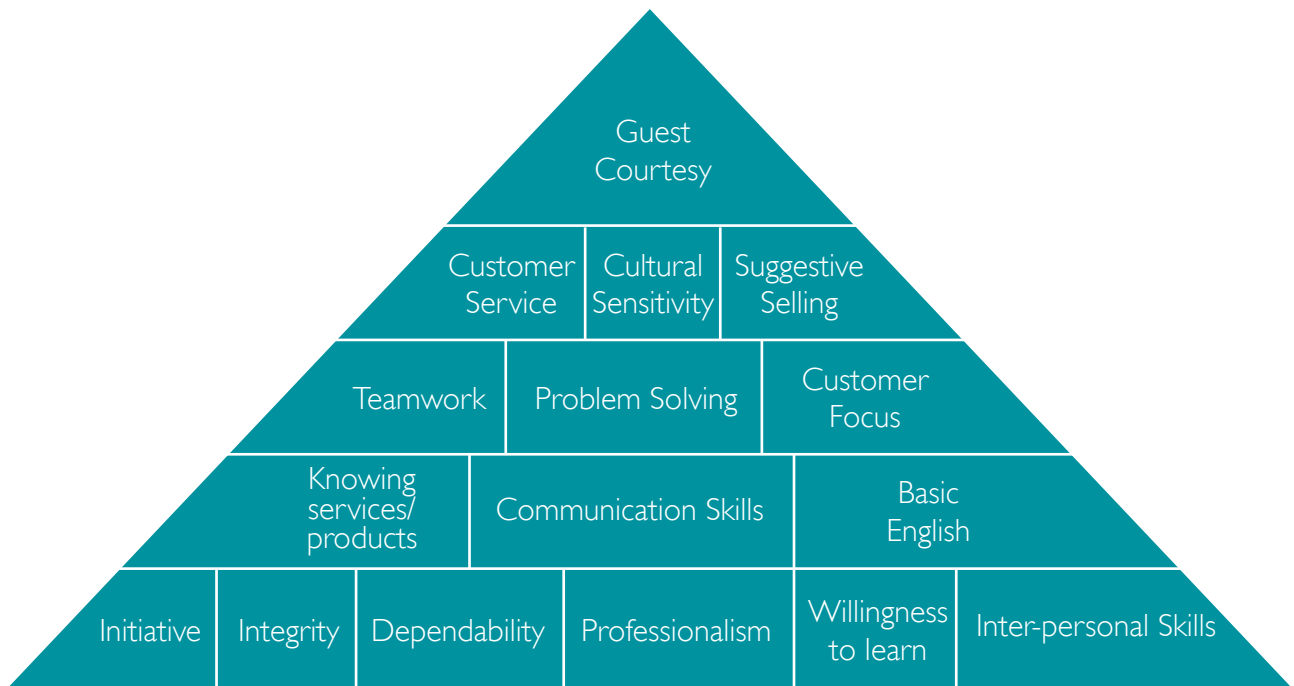 Guest
Courtesy
Customer
Service
Cultural
Sensitivity
Suggestive
Selling
Teamwork
Problem Solving
Customer
Focus
Knowing
services/
products
Communication Skills
Basic
English
Initiative
Integrity
Dependability
Professionalism
Willingness
to learn
Inter-personal Skills